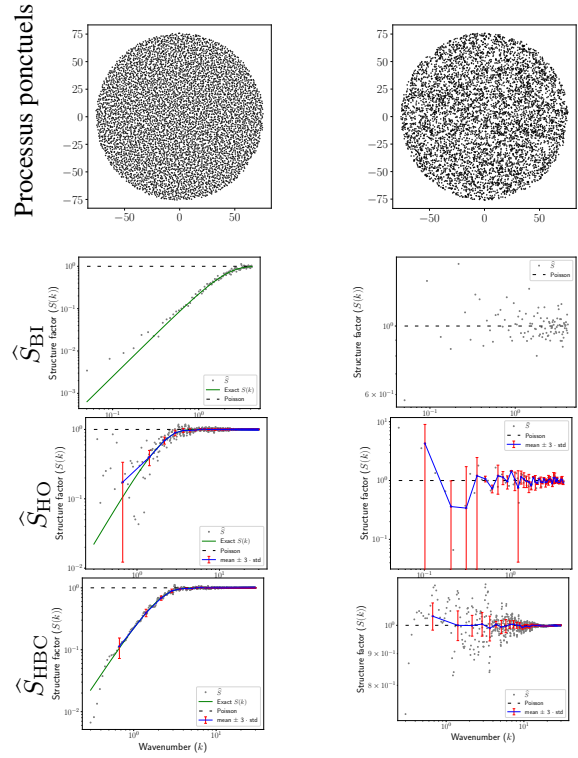 Processus ponctuels
75
50
25
0
−25
−50
−75
−50
0
50
75
50
25
0
−25
−50
−75
−50
0
50
Ŝ_BI
Structure factor (S(k))
10^0
10^−1
10^−2
10^−3
10^−1
10^0
Ŝ
Exact S(k)
Poisson
Structure factor (S(k))
10^0
6 × 10^−1
10^−1
10^0
Ŝ
Poisson
Ŝ_HO
Structure factor (S(k))
10^0
10^−1
10^−2
10^0
10^1
Ŝ
Exact S(k)
Poisson
mean ± 3 · std
Structure factor (S(k))
10^1
10^0
10^−1
10^−1
10^0
Ŝ
Poisson
mean ± 3 · std
Ŝ_HBC
Structure factor (S(k))
10^0
10^−1
10^−2
10^0
10^1
Wavenumber (k)
Ŝ
Exact S(k)
Poisson
mean ± 3 · std
Structure factor (S(k))
10^0
9 × 10^−1
8 × 10^−1
10^0
10^1
Wavenumber (k)
Ŝ
Poisson
mean ± 3 · std